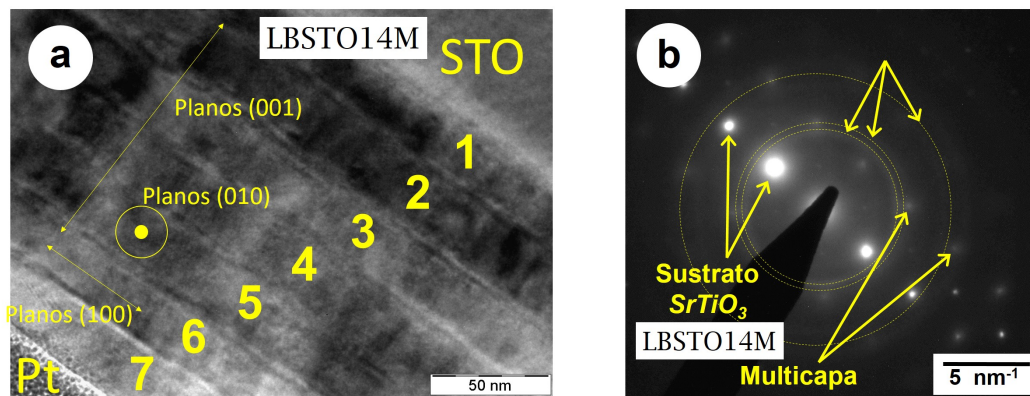 a
LBSTO14M
STO
Planos (001)
1
Planos (010)
2
3
4
5
Planos (100)
6
7
Pt
50 nm
b
Sustrato
SrTiO₃
LBSTO14M
Multicapa
5 nm⁻¹